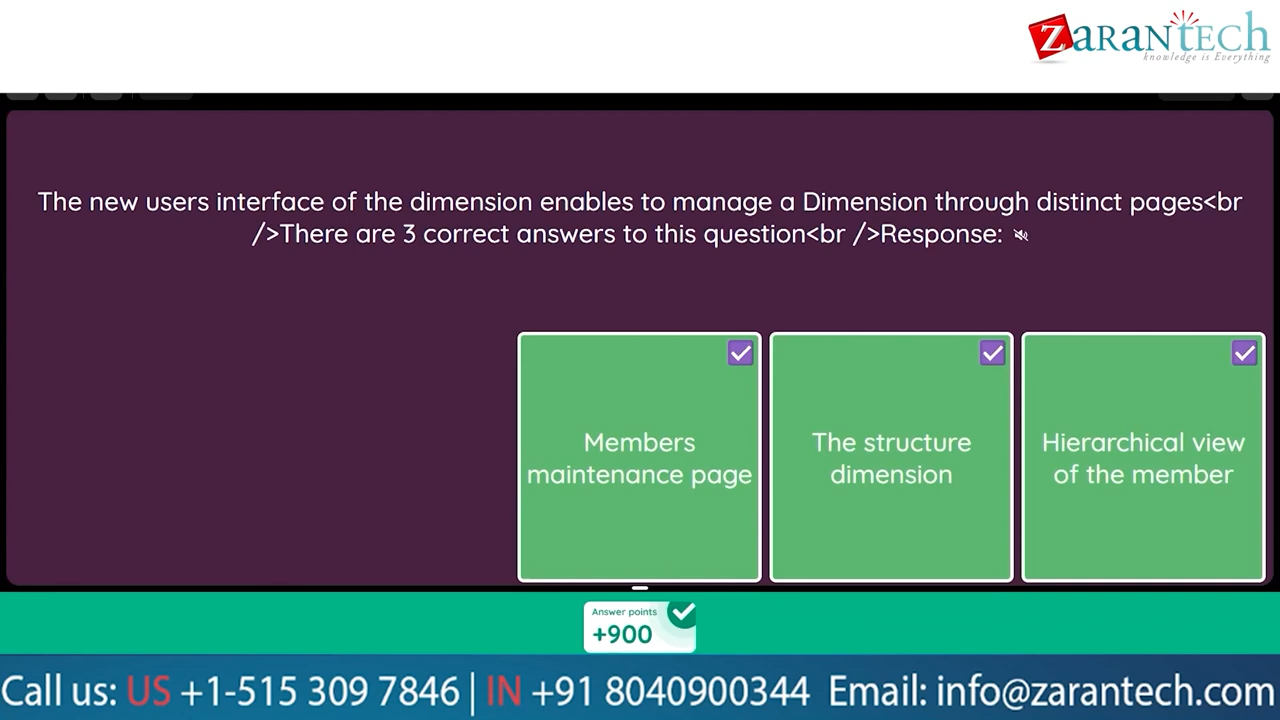 ZARANTECH
knowledge is Everything
The new users interface of the dimension enables to manage a Dimension through distinct pages<br
/>There are 3 correct answers to this question<br />Response:
Members
maintenance page
The structure
dimension
Hierarchical view
of the member
Answer points
+900
Call us: US +1-515 309 7846 | IN +91 8040900344 Email: info@zarantech.com